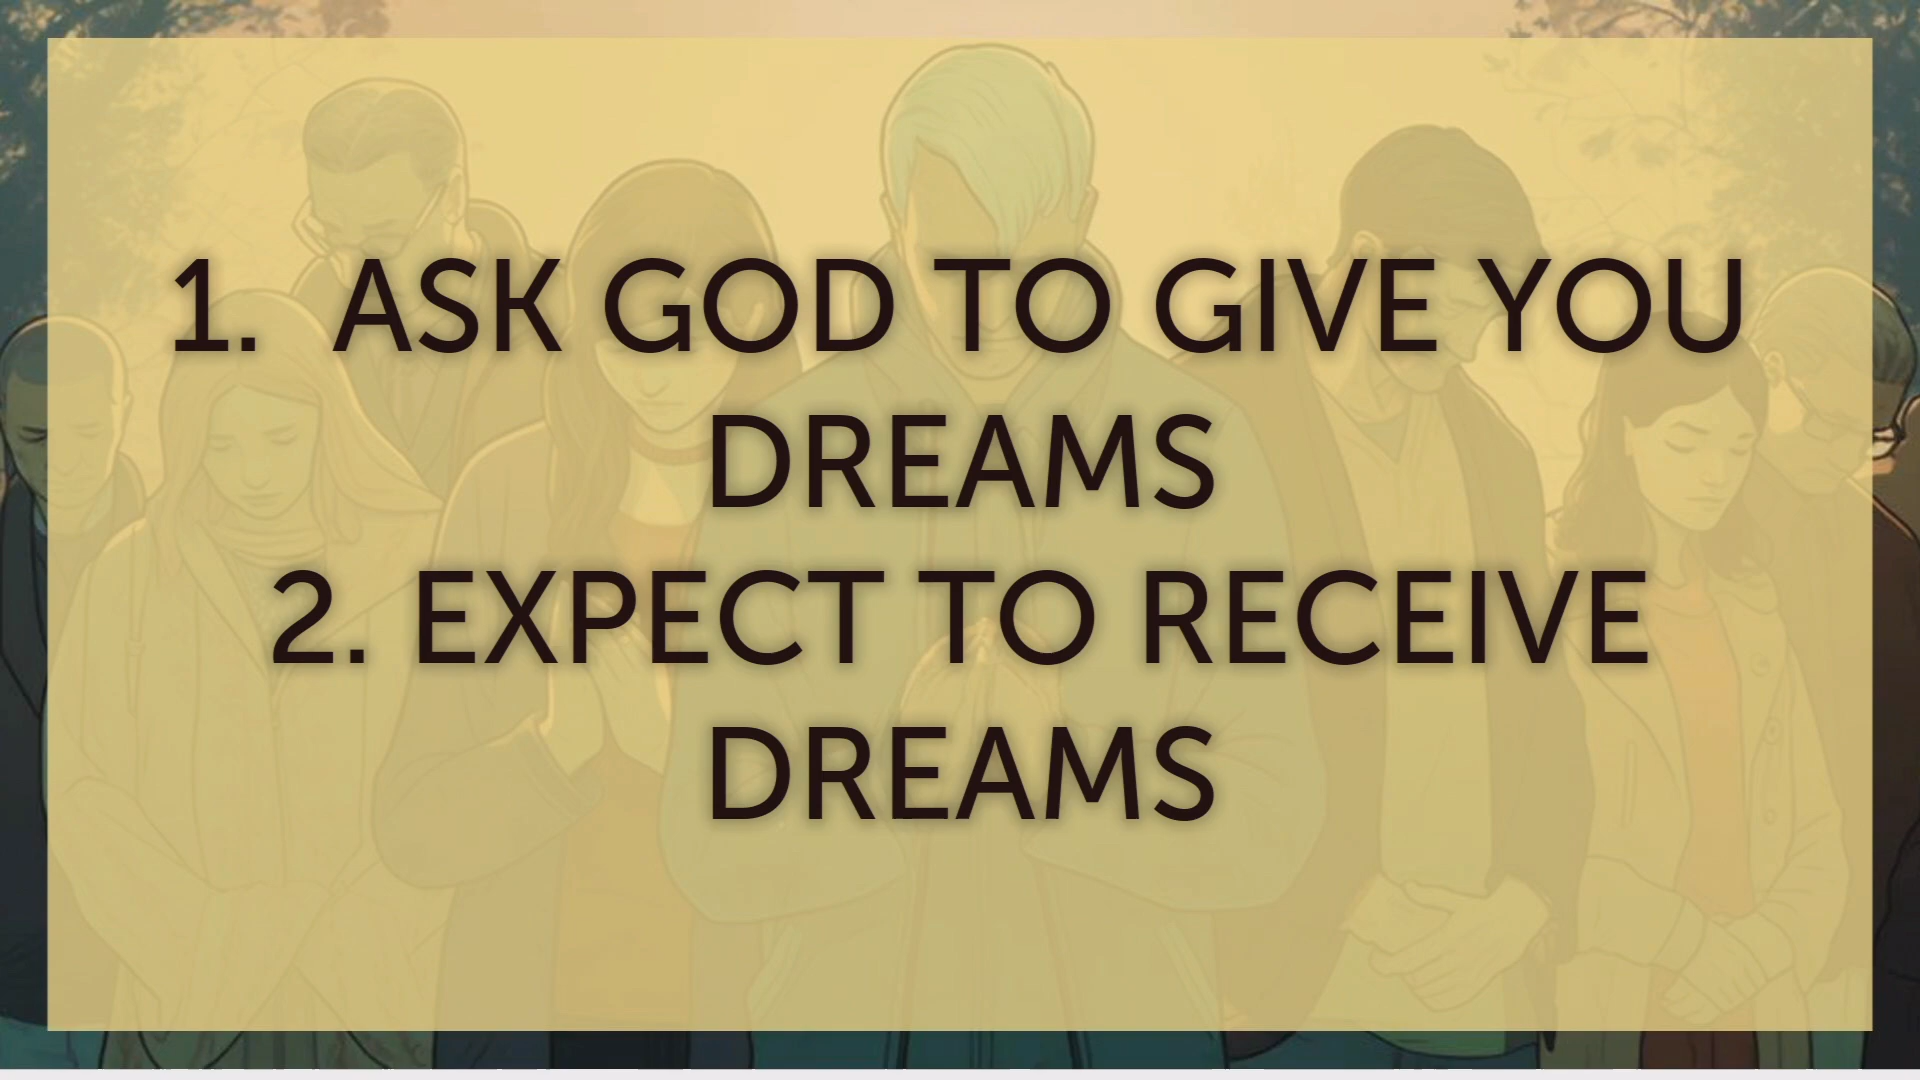 1.  ASK GOD TO GIVE YOU
DREAMS
2. EXPECT TO RECEIVE
DREAMS